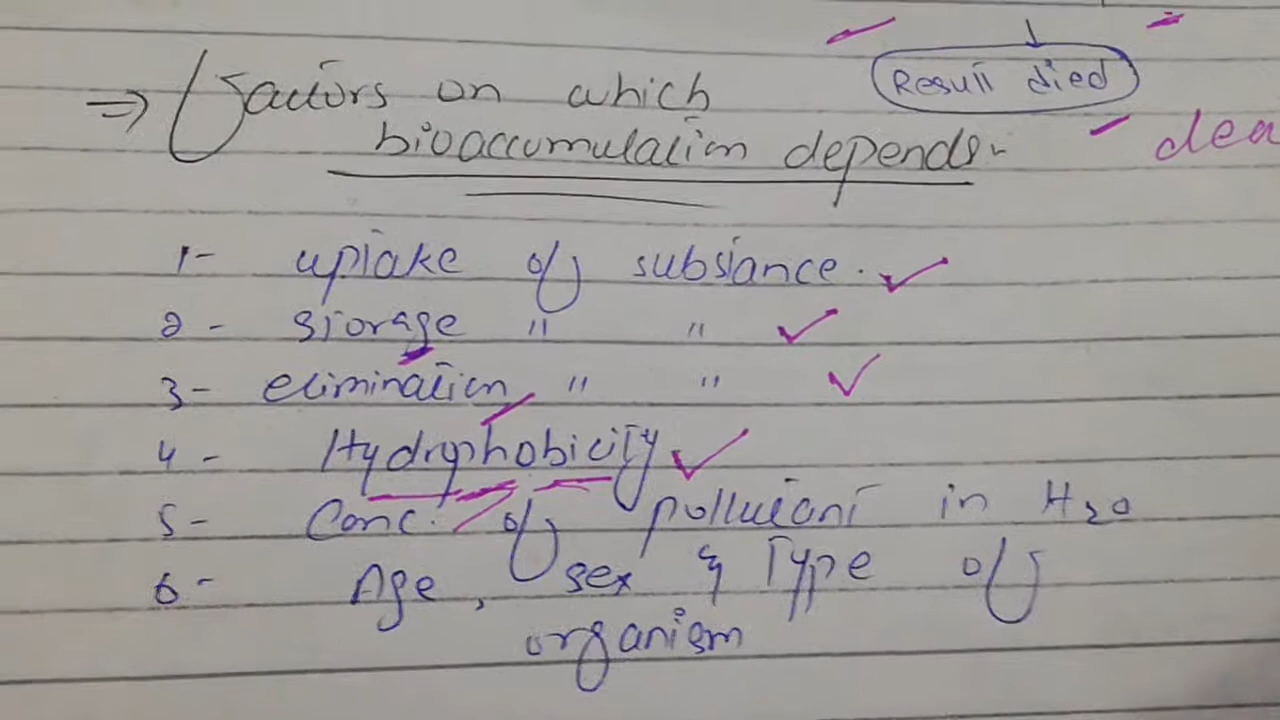 Result died
⇒ Factors on which
bioaccumulation depends-
dea
1- uptake of substance.
2- storage " "
3- elimination " "
4- Hydrophobicity
5- Conc. of pollutant in H2O
6- Age, sex & Type of
organism